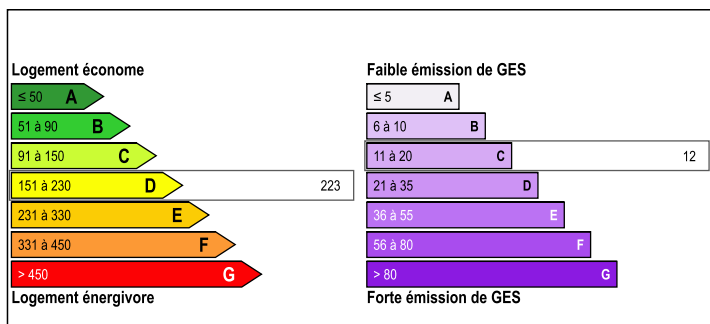 Logement économe
≤ 50 A
51 à 90 B
91 à 150 C
151 à 230 D 223
231 à 330 E
331 à 450 F
> 450 G
Logement énergivore
Faible émission de GES
≤ 5 A
6 à 10 B
11 à 20 C 12
21 à 35 D
36 à 55 E
56 à 80 F
> 80 G
Forte émission de GES